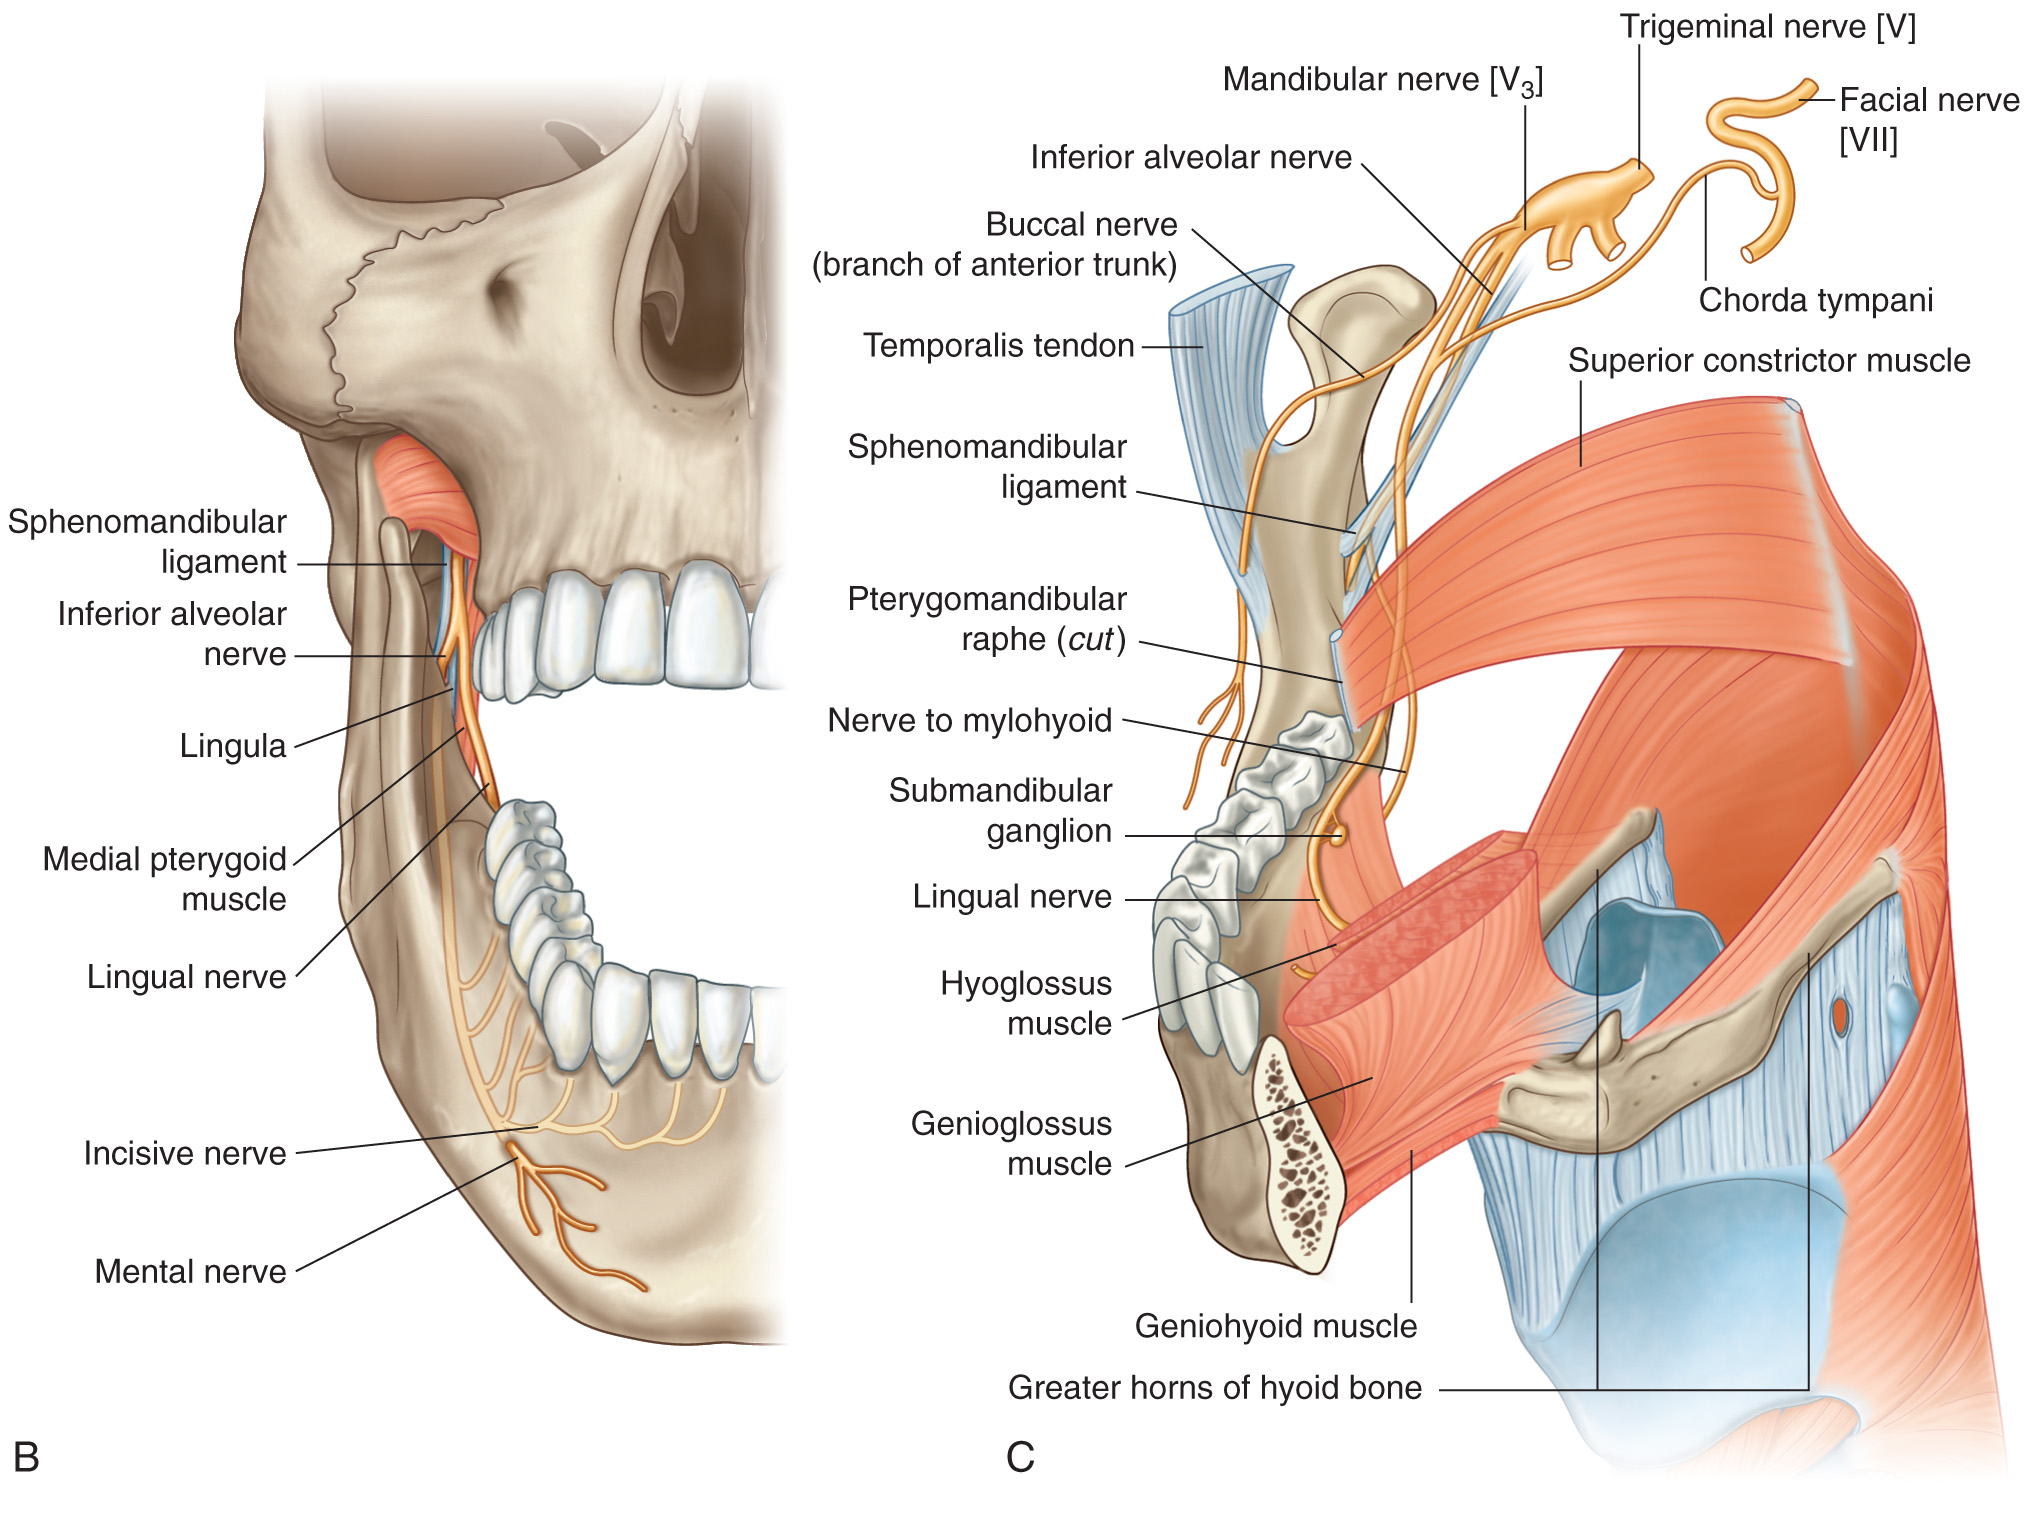 Sphenomandibular
ligament
Inferior alveolar
nerve
Lingula
Medial pterygoid
muscle
Lingual nerve
Incisive nerve
Mental nerve
B
Trigeminal nerve [V]
Mandibular nerve [V3]
Facial nerve
[VII]
Inferior alveolar nerve
Buccal nerve
(branch of anterior trunk)
Chorda tympani
Temporalis tendon
Superior constrictor muscle
Sphenomandibular
ligament
Pterygomandibular
raphe (cut)
Nerve to mylohyoid
Submandibular
ganglion
Lingual nerve
Hyoglossus
muscle
Genioglossus
muscle
Geniohyoid muscle
Greater horns of hyoid bone
C